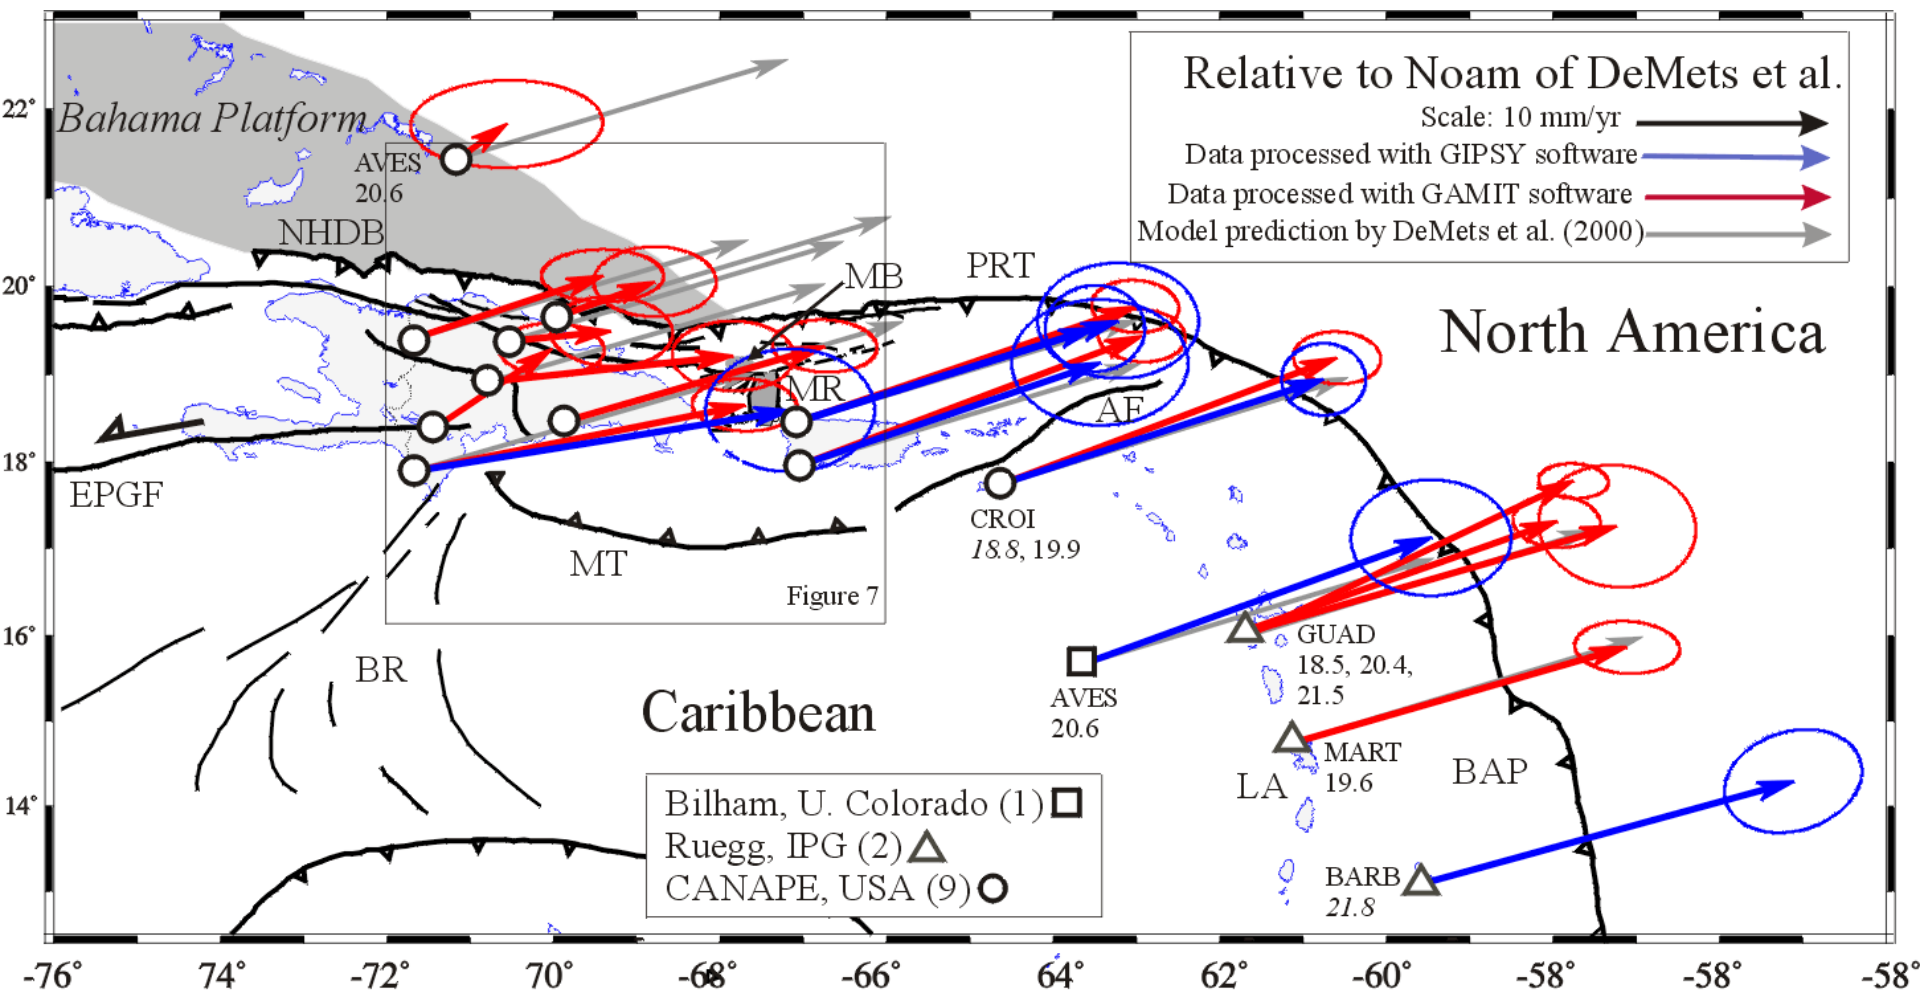 Relative to Noam of DeMets et al.
Scale: 10 mm/yr
Data processed with GIPSY software
Data processed with GAMIT software
Model prediction by DeMets et al. (2000)
22°
20°
18°
16°
14°
Bahama Platform
AVES
20.6
NHDB
MB
PRT
North America
MR
AF
EPGF
CROI
18.8, 19.9
MT
Figure 7
GUAD
18.5, 20.4,
21.5
BR
AVES
20.6
Caribbean
MART
19.6
LA
BAP
BARB
21.8
Bilham, U. Colorado (1)
Ruegg, IPG (2)
CANAPE, USA (9)
-76°
-74°
-72°
-70°
-68°
-66°
64°
62°
-60°
-58°
-58°
-58°